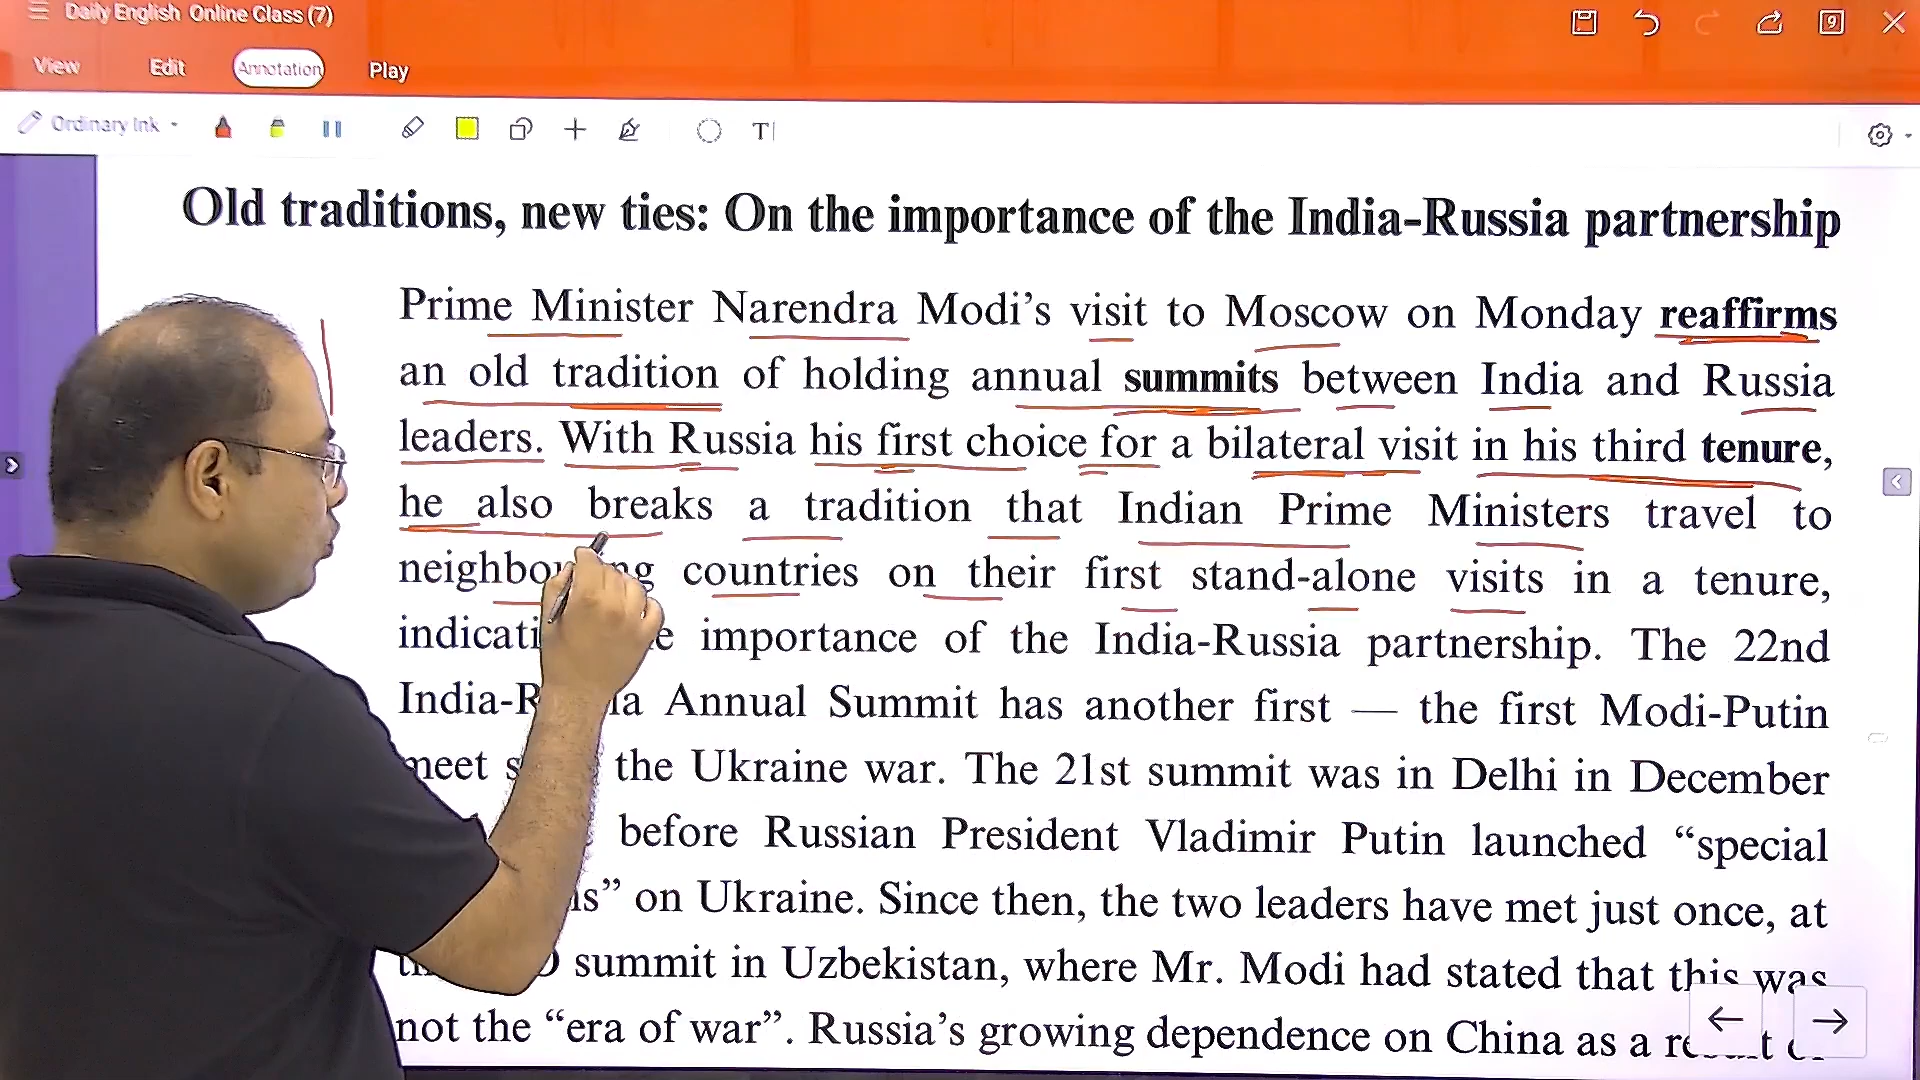 Daily English Online Class (7)
9
View Edit Annotation Play
Ordinary Ink T
Old traditions, new ties: On the importance of the India-Russia partnership
Prime Minister Narendra Modi’s visit to Moscow on Monday reaffirms
an old tradition of holding annual summits between India and Russia
leaders. With Russia his first choice for a bilateral visit in his third tenure,
he also breaks a tradition that Indian Prime Ministers travel to
countries on their first stand-alone visits in a tenure,
importance of the India-Russia partnership. The 22nd
Annual Summit has another first — the first Modi-Putin
meet the Ukraine war. The 21st summit was in Delhi in December
before Russian President Vladimir Putin launched “special
on Ukraine. Since then, the two leaders have met just once, at
summit in Uzbekistan, where Mr. Modi had stated that this was
not the “era of war”. Russia’s growing dependence on China as a